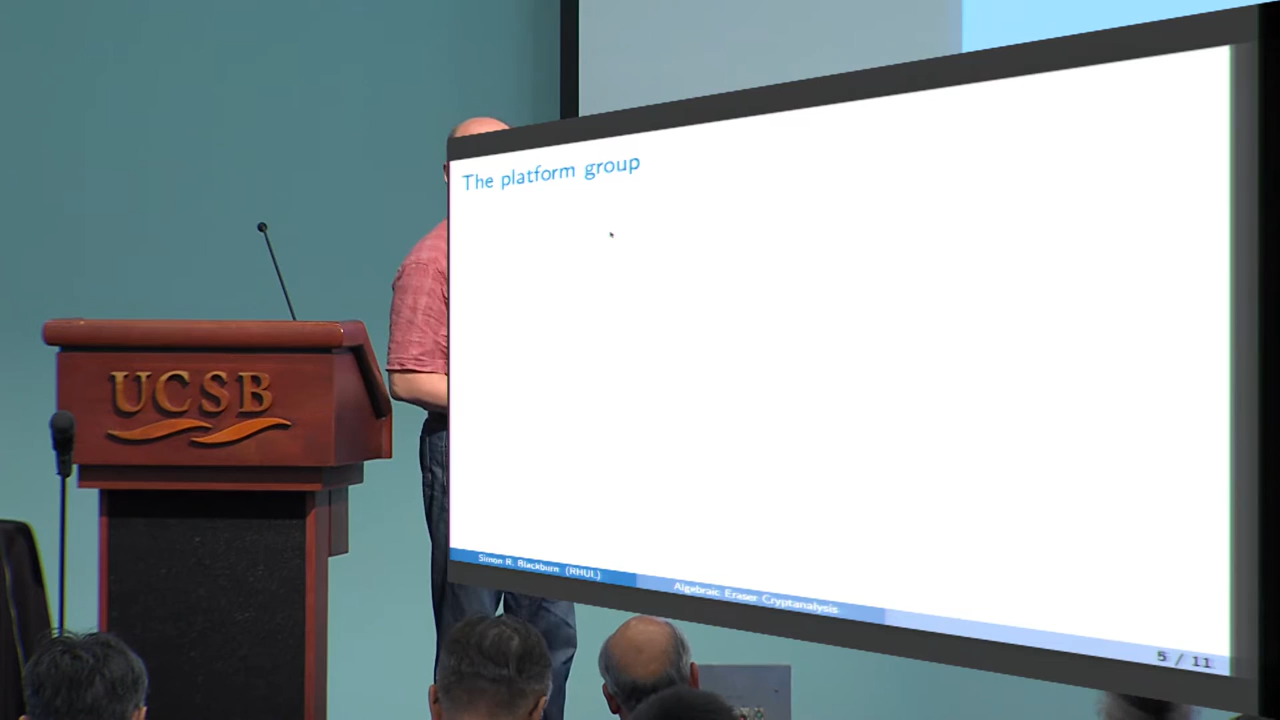 The platform group
UCSB
Simon R. Blackburn (RHUL)
Algebraic Eraser Cryptanalysis
5 / 11